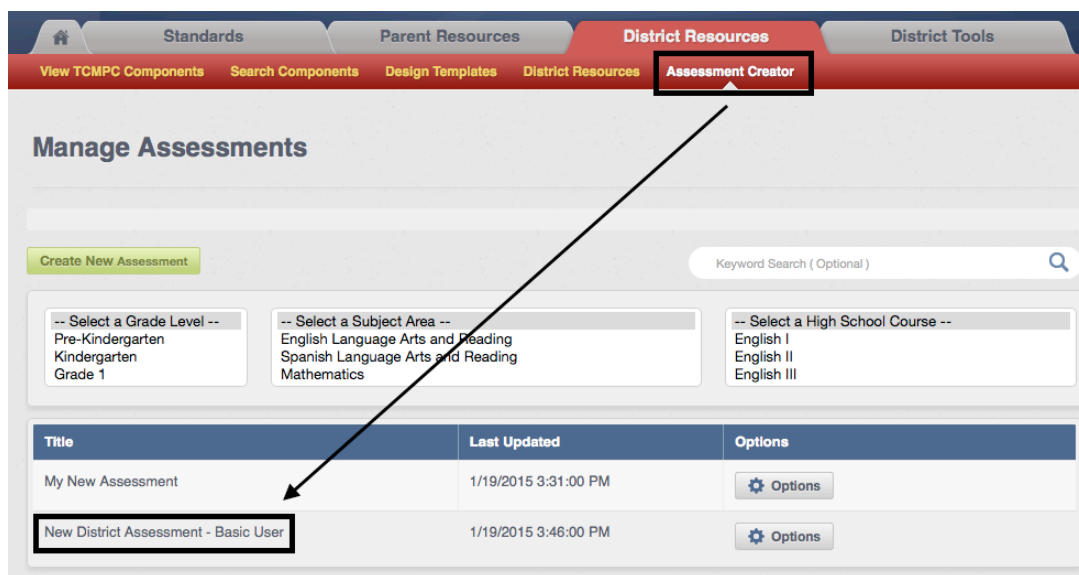 Standards Parent Resources District Resources District Tools
View TCMPC Components Search Components Design Templates District Resources Assessment Creator
Manage Assessments
Create New Assessment Keyword Search ( Optional )
-- Select a Grade Level -- -- Select a Subject Area -- -- Select a High School Course --
Pre-Kindergarten English Language Arts and Reading English I
Kindergarten Spanish Language Arts and Reading English II
Grade 1 Mathematics English III
Title Last Updated Options
My New Assessment 1/19/2015 3:31:00 PM Options
New District Assessment - Basic User 1/19/2015 3:46:00 PM Options